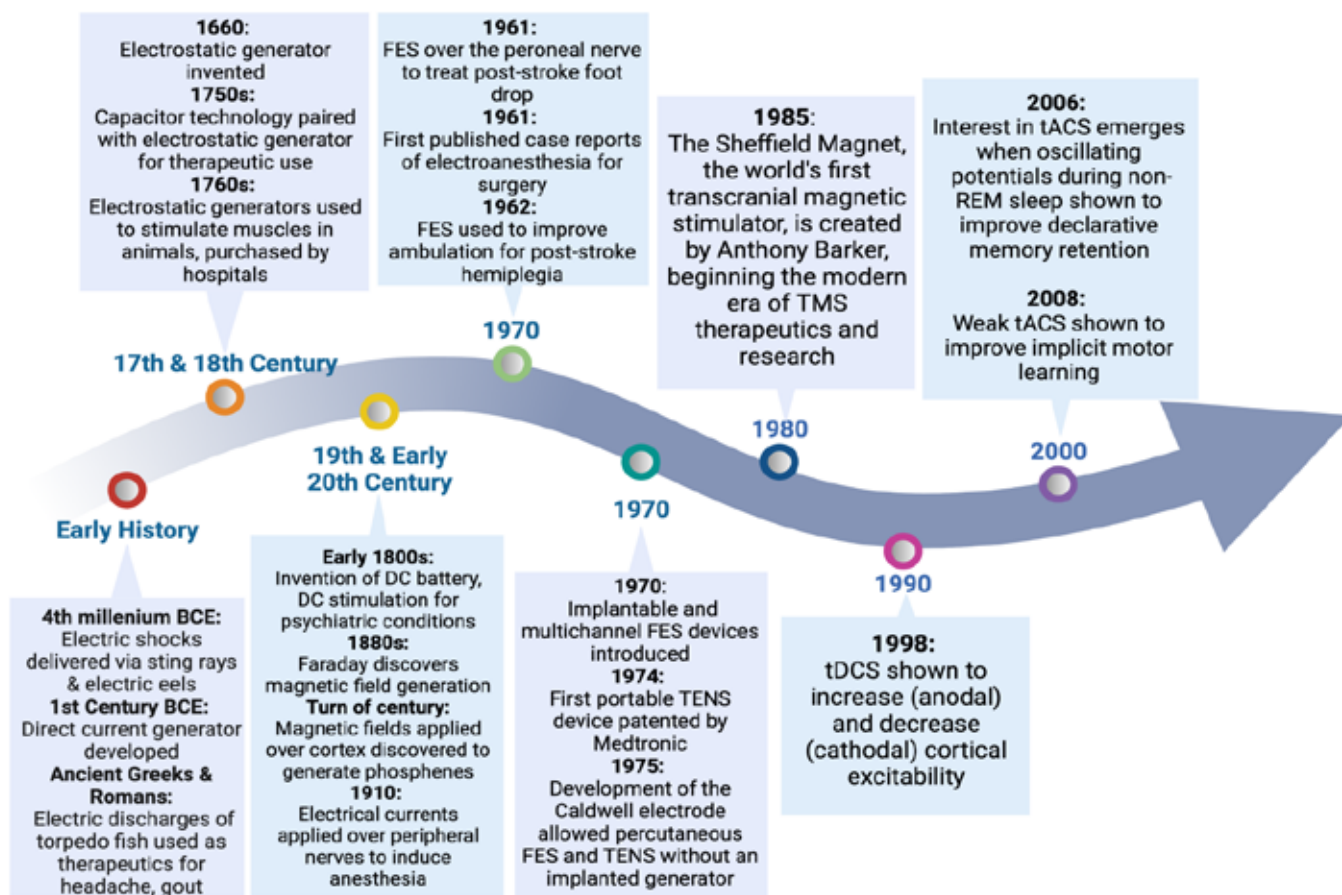 1660:
Electrostatic generator
invented
1750s:
Capacitor technology paired
with electrostatic generator
for therapeutic use
1760s:
Electrostatic generators used
to stimulate muscles in
animals, purchased by
hospitals
17th & 18th Century
1961:
FES over the peroneal nerve
to treat post-stroke foot
drop
1961:
First published case reports
of electroanesthesia for
surgery
1962:
FES used to improve
ambulation for post-stroke
hemiplegia
1970
1985:
The Sheffield Magnet,
the world's first
transcranial magnetic
stimulator, is created
by Anthony Barker,
beginning the modern
era of TMS
therapeutics and
research
1980
2006:
Interest in tACS emerges
when oscillating
potentials during non-
REM sleep shown to
improve declarative
memory retention
2008:
Weak tACS shown to
improve implicit motor
learning
2000
Early History
4th millenium BCE:
Electric shocks
delivered via sting rays
& electric eels
1st Century BCE:
Direct current generator
developed
Ancient Greeks &
Romans:
Electric discharges of
torpedo fish used as
therapeutics for
headache, gout
19th & Early
20th Century
Early 1800s:
Invention of DC battery,
DC stimulation for
psychiatric conditions
1880s:
Faraday discovers
magnetic field generation
Turn of century:
Magnetic fields applied
over cortex discovered to
generate phosphenes
1910:
Electrical currents
applied over peripheral
nerves to induce
anesthesia
1970
1970:
Implantable and
multichannel FES devices
introduced
1974:
First portable TENS
device patented by
Medtronic
1975:
Development of the
Caldwell electrode
allowed percutaneous
FES and TENS without an
implanted generator
1990
1998:
tDCS shown to
increase (anodal)
and decrease
(cathodal) cortical
excitability